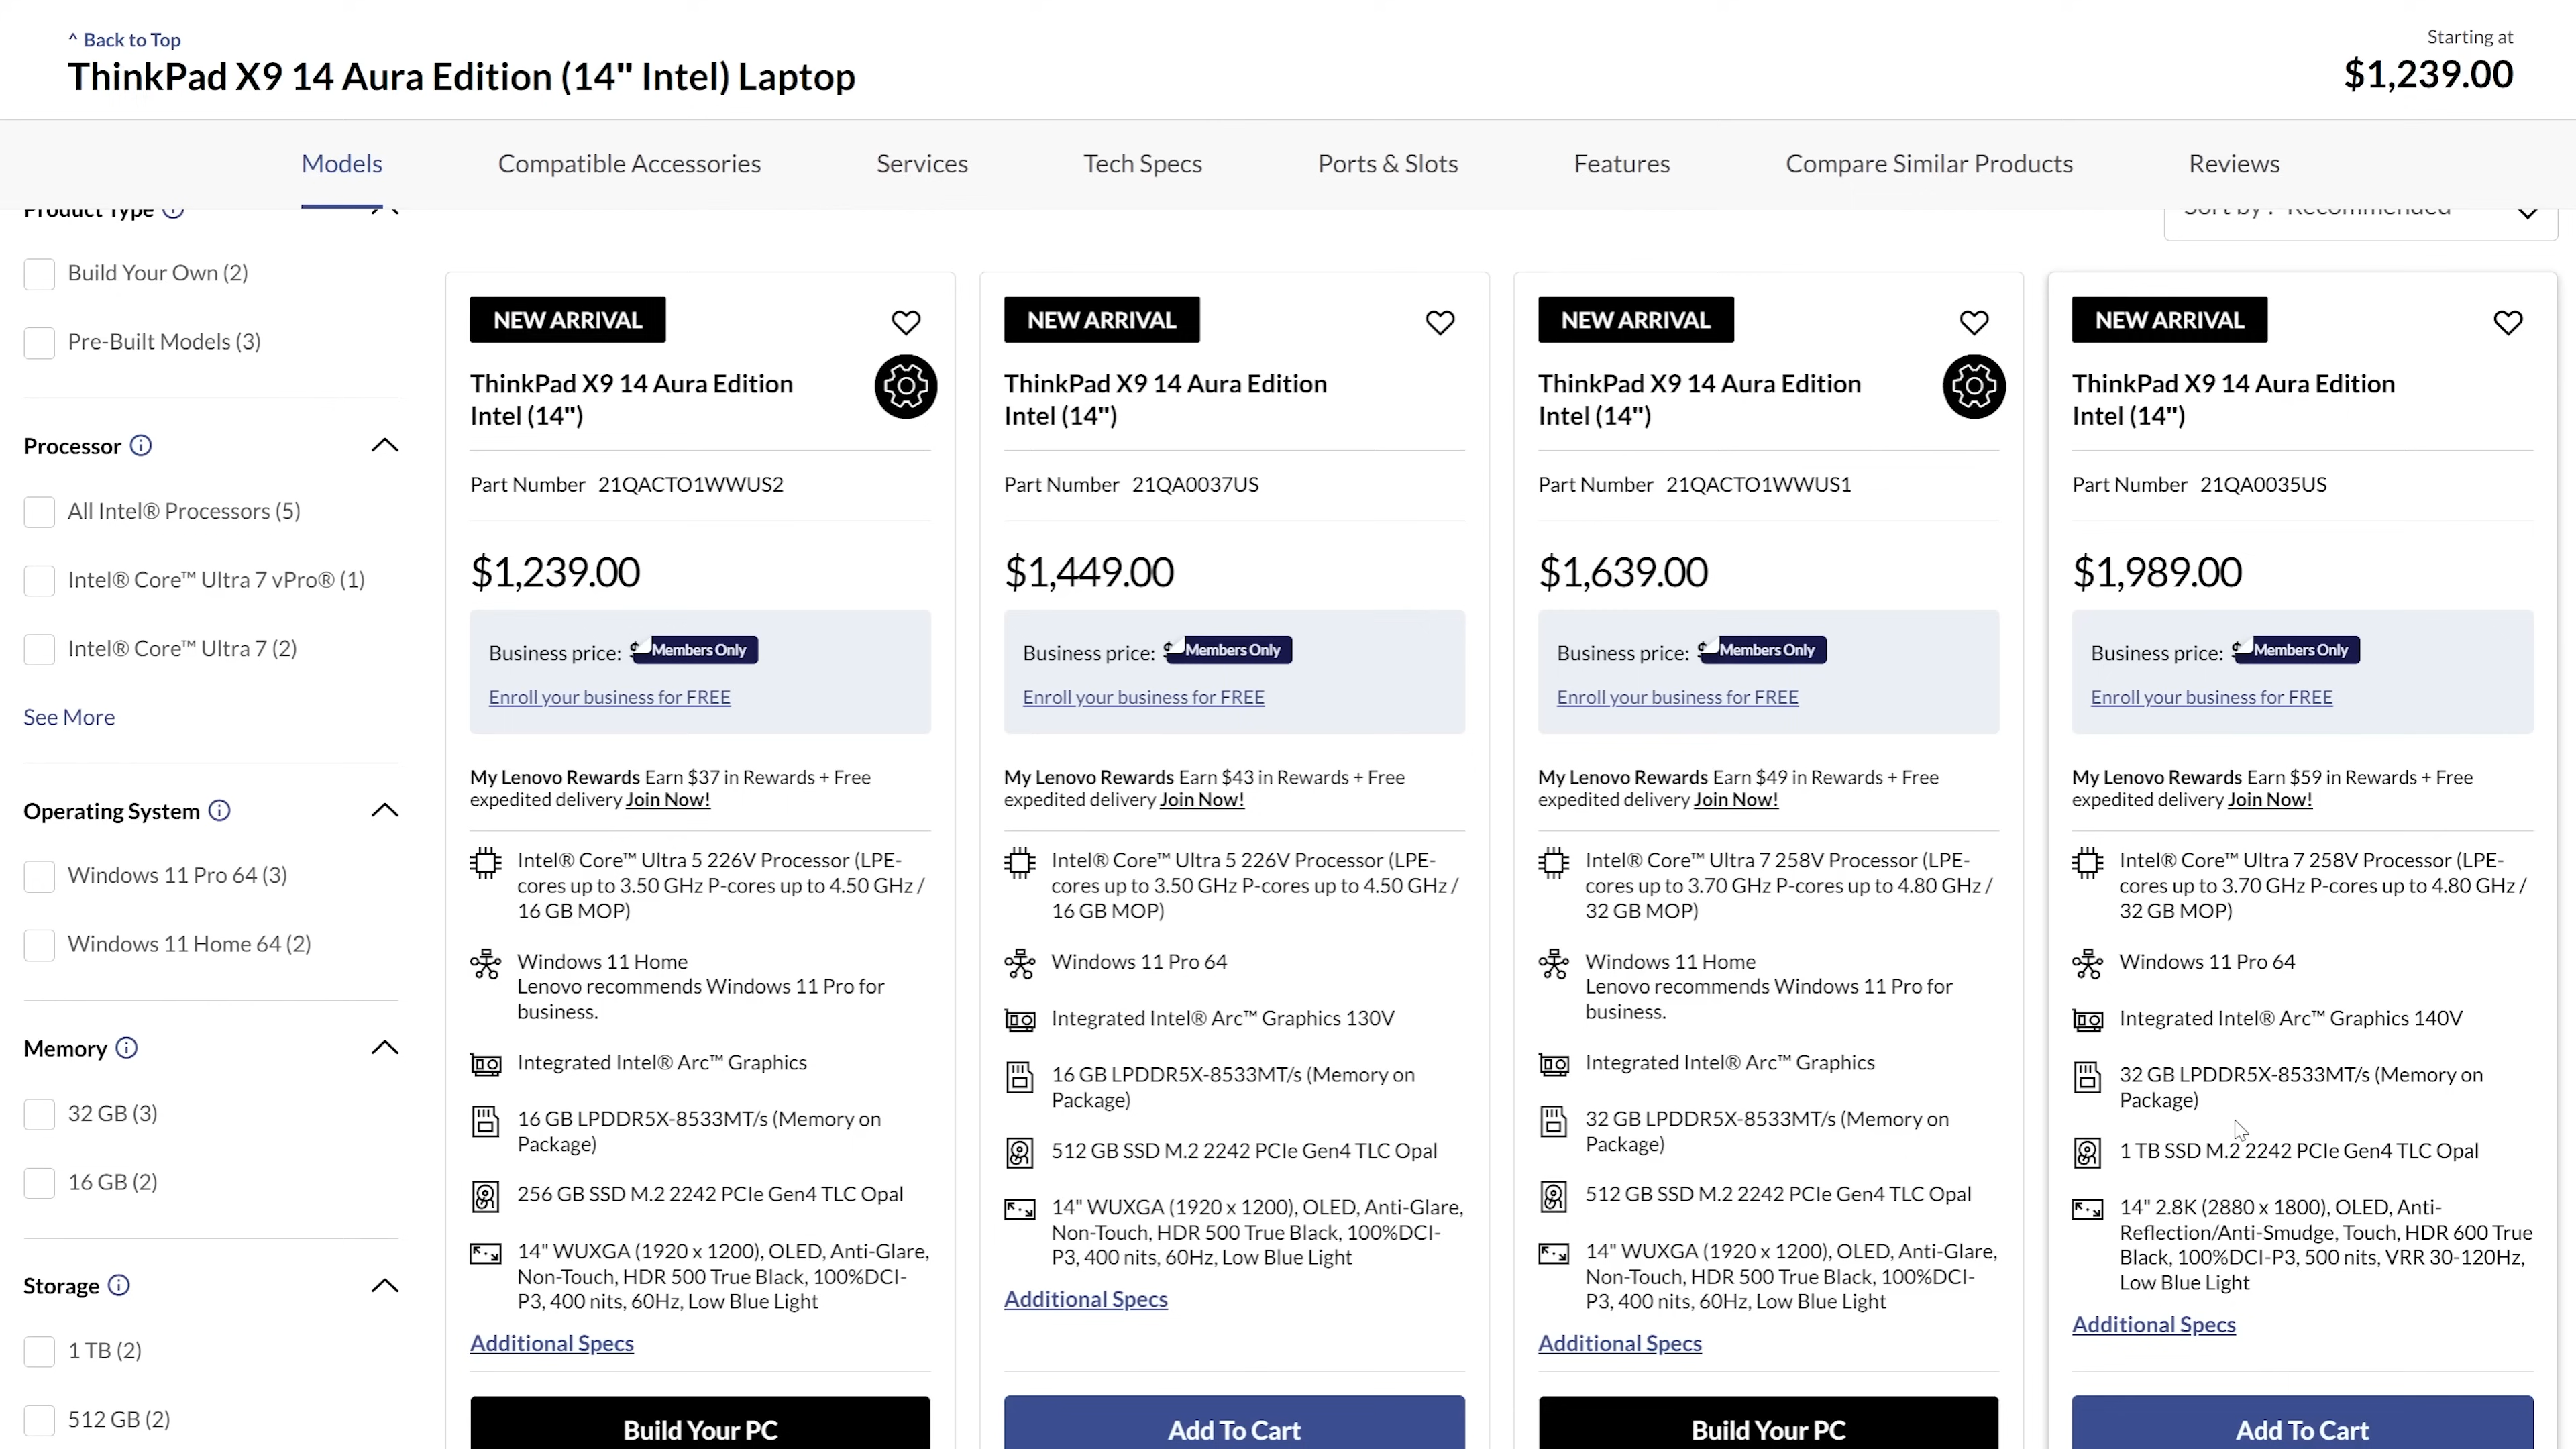 ^ Back to Top
ThinkPad X9 14 Aura Edition (14" Intel) Laptop
Starting at
$1,239.00
Models
Compatible Accessories
Services
Tech Specs
Ports & Slots
Features
Compare Similar Products
Reviews
Product Type
Build Your Own (2)
Pre-Built Models (3)
Processor
All Intel® Processors (5)
Intel® Core™ Ultra 7 vPro® (1)
Intel® Core™ Ultra 7 (2)
See More
Operating System
Windows 11 Pro 64 (3)
Windows 11 Home 64 (2)
Memory
32 GB (3)
16 GB (2)
Storage
1 TB (2)
512 GB (2)
Sort by : Recommended
NEW ARRIVAL
ThinkPad X9 14 Aura Edition
Intel (14")
Part Number 21QACTO1WWUS2
$1,239.00
Business price: $ Members Only
Enroll your business for FREE
My Lenovo Rewards Earn $37 in Rewards + Free
expedited delivery Join Now!
Intel® Core™ Ultra 5 226V Processor (LPE-
cores up to 3.50 GHz P-cores up to 4.50 GHz /
16 GB MOP)
Windows 11 Home
Lenovo recommends Windows 11 Pro for
business.
Integrated Intel® Arc™ Graphics
16 GB LPDDR5X-8533MT/s (Memory on
Package)
256 GB SSD M.2 2242 PCIe Gen4 TLC Opal
14" WUXGA (1920 x 1200), OLED, Anti-Glare,
Non-Touch, HDR 500 True Black, 100%DCI-
P3, 400 nits, 60Hz, Low Blue Light
Additional Specs
Build Your PC
NEW ARRIVAL
ThinkPad X9 14 Aura Edition
Intel (14")
Part Number 21QA0037US
$1,449.00
Business price: $ Members Only
Enroll your business for FREE
My Lenovo Rewards Earn $43 in Rewards + Free
expedited delivery Join Now!
Intel® Core™ Ultra 5 226V Processor (LPE-
cores up to 3.50 GHz P-cores up to 4.50 GHz /
16 GB MOP)
Windows 11 Pro 64
Integrated Intel® Arc™ Graphics 130V
16 GB LPDDR5X-8533MT/s (Memory on
Package)
512 GB SSD M.2 2242 PCIe Gen4 TLC Opal
14" WUXGA (1920 x 1200), OLED, Anti-Glare,
Non-Touch, HDR 500 True Black, 100%DCI-
P3, 400 nits, 60Hz, Low Blue Light
Additional Specs
Add To Cart
NEW ARRIVAL
ThinkPad X9 14 Aura Edition
Intel (14")
Part Number 21QACTO1WWUS1
$1,639.00
Business price: $ Members Only
Enroll your business for FREE
My Lenovo Rewards Earn $49 in Rewards + Free
expedited delivery Join Now!
Intel® Core™ Ultra 7 258V Processor (LPE-
cores up to 3.70 GHz P-cores up to 4.80 GHz /
32 GB MOP)
Windows 11 Home
Lenovo recommends Windows 11 Pro for
business.
Integrated Intel® Arc™ Graphics
32 GB LPDDR5X-8533MT/s (Memory on
Package)
512 GB SSD M.2 2242 PCIe Gen4 TLC Opal
14" WUXGA (1920 x 1200), OLED, Anti-Glare,
Non-Touch, HDR 500 True Black, 100%DCI-
P3, 400 nits, 60Hz, Low Blue Light
Additional Specs
Build Your PC
NEW ARRIVAL
ThinkPad X9 14 Aura Edition
Intel (14")
Part Number 21QA0035US
$1,989.00
Business price: $ Members Only
Enroll your business for FREE
My Lenovo Rewards Earn $59 in Rewards + Free
expedited delivery Join Now!
Intel® Core™ Ultra 7 258V Processor (LPE-
cores up to 3.70 GHz P-cores up to 4.80 GHz /
32 GB MOP)
Windows 11 Pro 64
Integrated Intel® Arc™ Graphics 140V
32 GB LPDDR5X-8533MT/s (Memory on
Package)
1 TB SSD M.2 2242 PCIe Gen4 TLC Opal
14" 2.8K (2880 x 1800), OLED, Anti-
Reflection/Anti-Smudge, Touch, HDR 600 True
Black, 100%DCI-P3, 500 nits, VRR 30-120Hz,
Low Blue Light
Additional Specs
Add To Cart